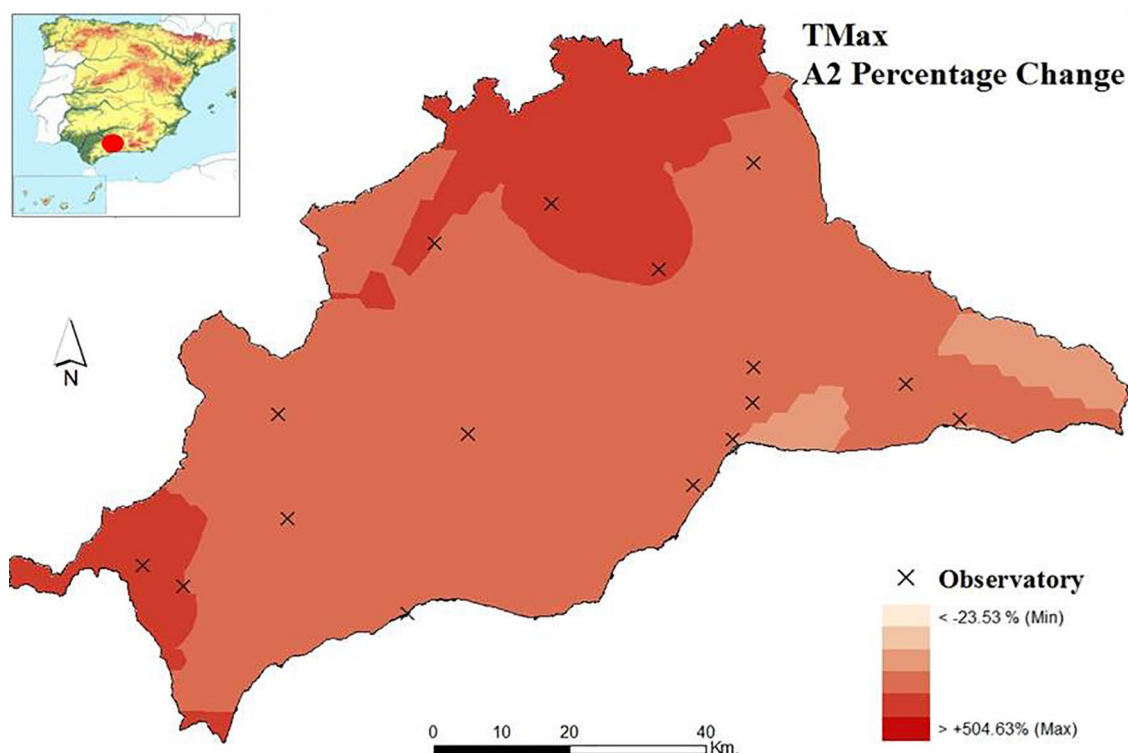 TMax
A2 Percentage Change
N
Observatory
< -23.53 % (Min)
> +504.63% (Max)
0 10 20 40
Km.